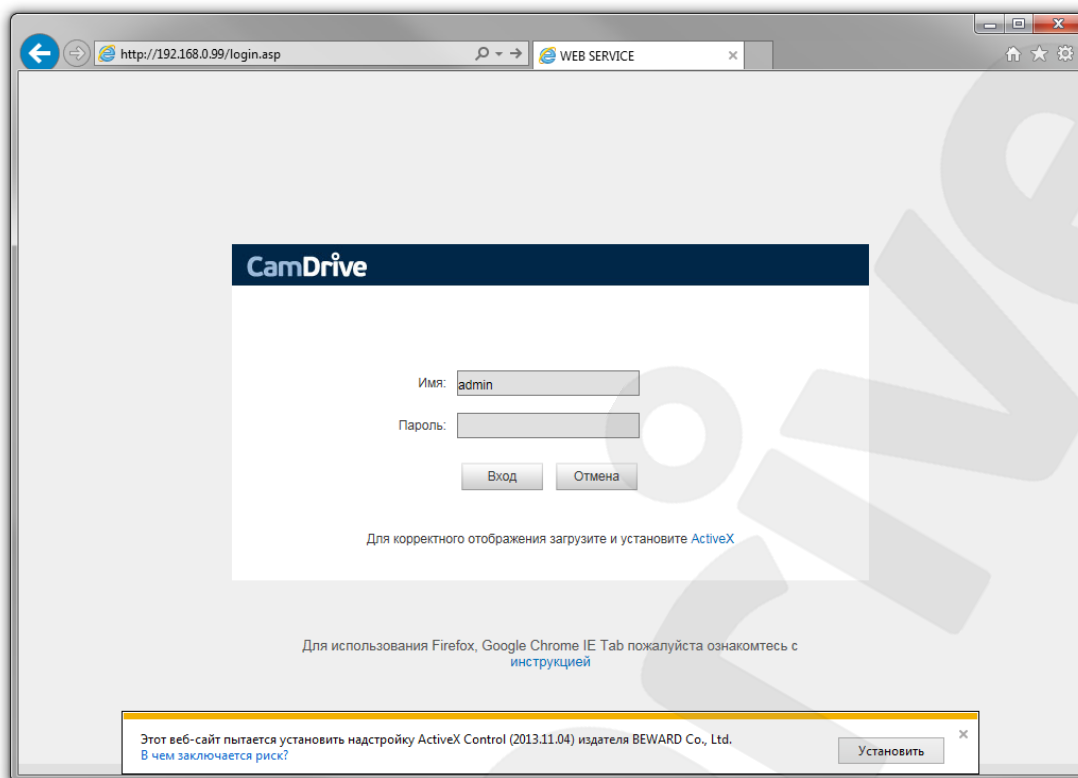 http://192.168.0.99/login.asp
WEB SERVICE
CamDrive
Имя:
admin
Пароль:
Вход
Отмена
Для корректного отображения загрузите и установите ActiveX
Для использования Firefox, Google Chrome IE Tab пожалуйста ознакомтесь с
инструкцией
Этот веб-сайт пытается установить надстройку ActiveX Control (2013.11.04) издателя BEWARD Co., Ltd.
В чем заключается риск?
Установить